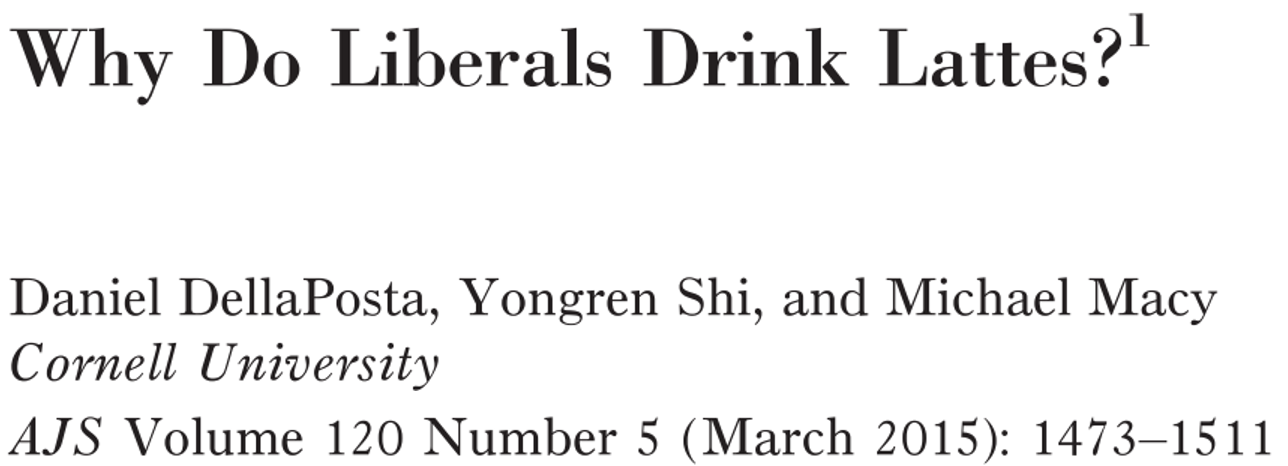 Why Do Liberals Drink Lattes?¹
Daniel DellaPosta, Yongren Shi, and Michael Macy
Cornell University
AJS Volume 120 Number 5 (March 2015): 1473–1511